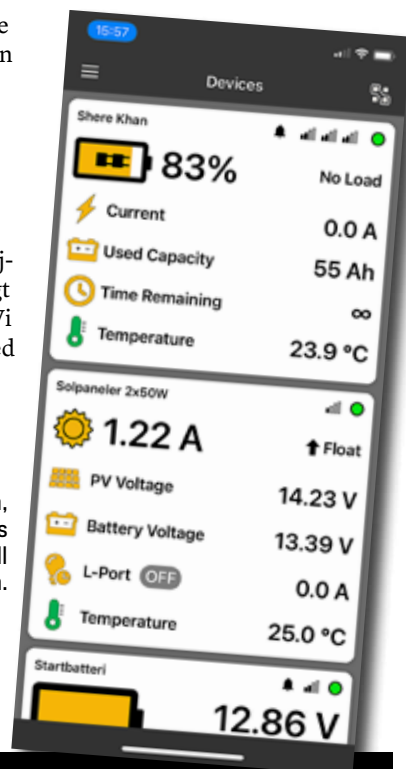 15:57
Devices
Shere Khan
83% No Load
Current 0.0 A
Used Capacity 55 Ah
Time Remaining ∞
Temperature 23.9 °C
Solpaneler 2x50W
1.22 A Float
PV Voltage 14.23 V
Battery Voltage 13.39 V
L-Port OFF 0.0 A
Temperature 25.0 °C
Startbatteri
12.86 V